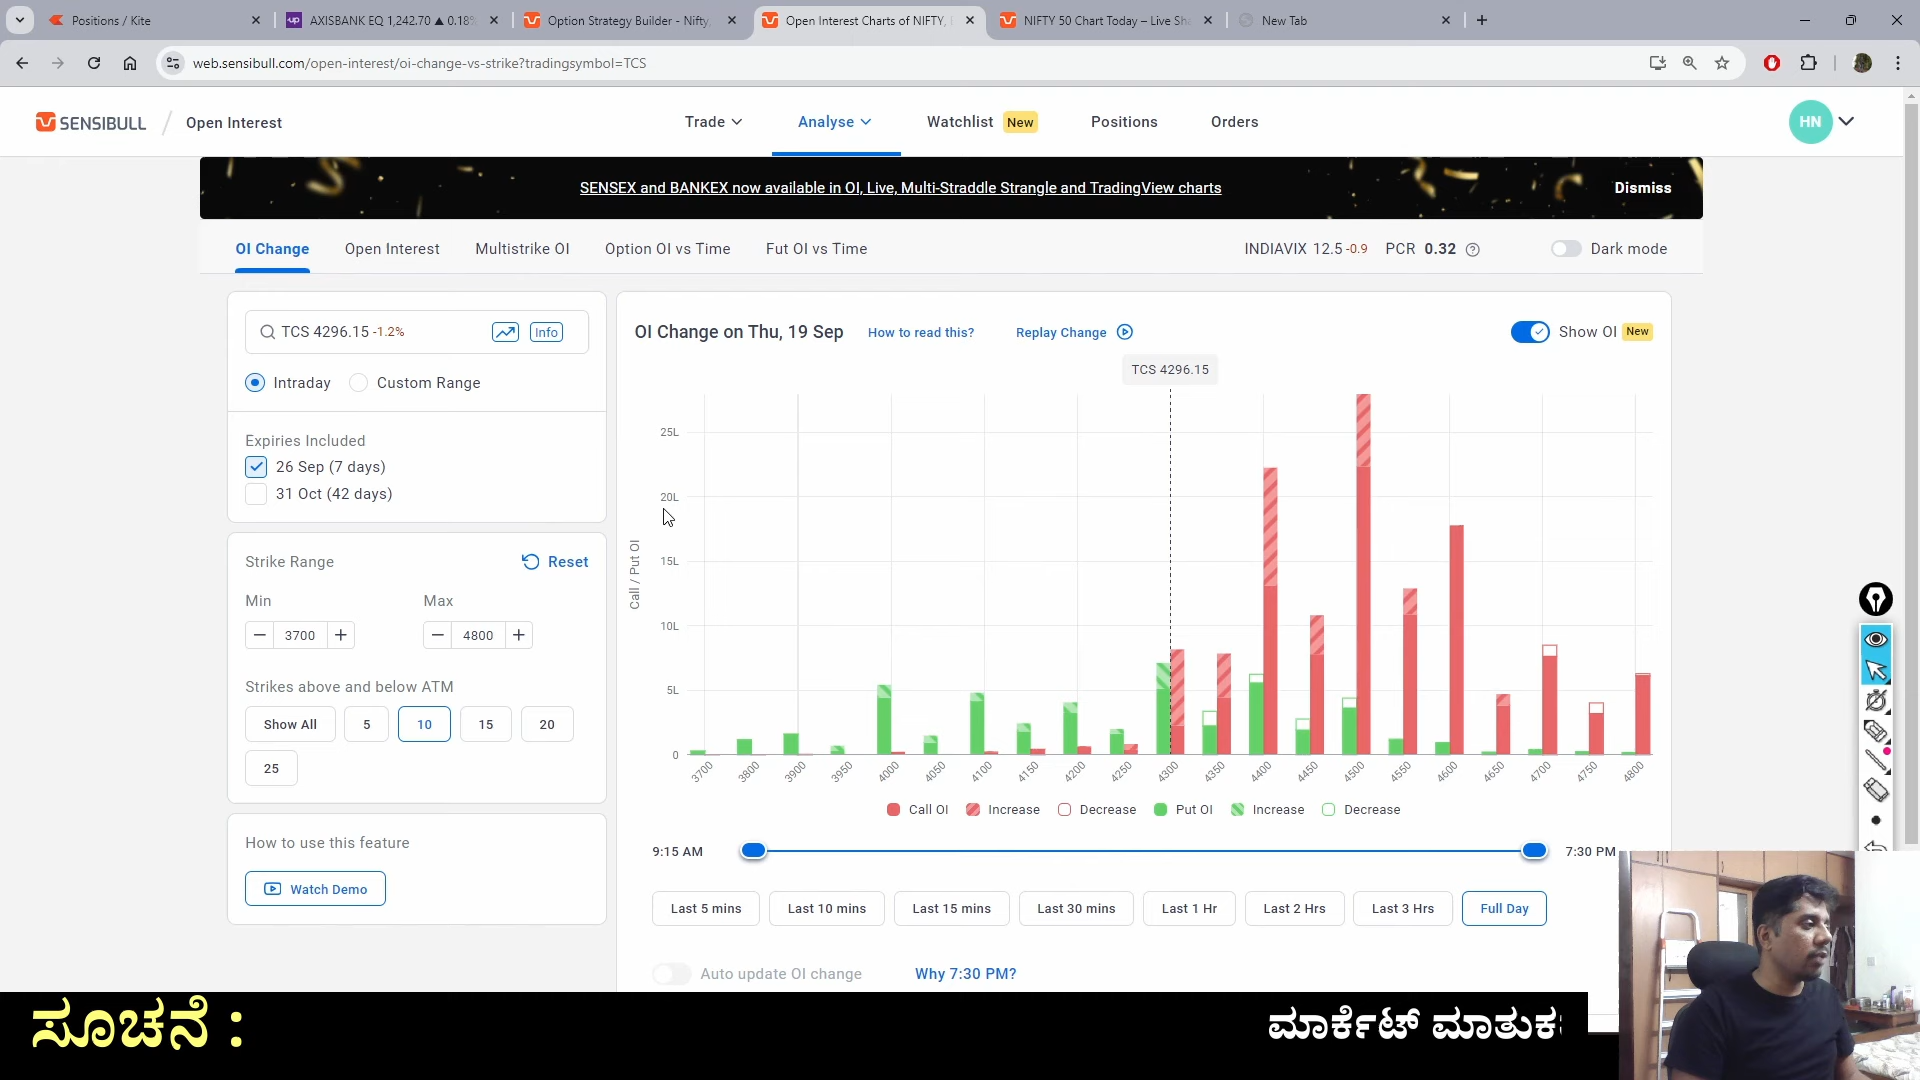 Positions / Kite
AXISBANK EQ 1,242.70 ▲ 0.18%
Option Strategy Builder - Nifty,
Open Interest Charts of NIFTY,
NIFTY 50 Chart Today – Live Sh
New Tab
web.sensibull.com/open-interest/oi-change-vs-strike?tradingsymbol=TCS
SENSIBULL / Open Interest
Trade
Analyse
Watchlist New
Positions
Orders
HN
SENSEX and BANKEX now available in OI, Live, Multi-Straddle Strangle and TradingView charts
Dismiss
OI Change
Open Interest
Multistrike OI
Option OI vs Time
Fut OI vs Time
INDIAVIX 12.5 -0.9 PCR 0.32
Dark mode
TCS 4296.15 -1.2%
Info
Intraday
Custom Range
Expiries Included
26 Sep (7 days)
31 Oct (42 days)
Strike Range
Reset
Min
Max
3700
4800
Strikes above and below ATM
Show All
5
10
15
20
25
How to use this feature
Watch Demo
OI Change on Thu, 19 Sep
How to read this?
Replay Change
Show OI New
TCS 4296.15
Call / Put OI
25L
20L
15L
10L
5L
0
3700 3800 3900 3950 4000 4050 4100 4150 4200 4250 4300 4350 4400 4450 4500 4550 4600 4650 4700 4750 4800
Call OI Increase Decrease Put OI Increase Decrease
9:15 AM
7:30 PM
Last 5 mins
Last 10 mins
Last 15 mins
Last 30 mins
Last 1 Hr
Last 2 Hrs
Last 3 Hrs
Full Day
Auto update OI change
Why 7:30 PM?
ಸೂಚನೆ :
ಮಾರ್ಕೆಟ್ ಮಾತುಕ